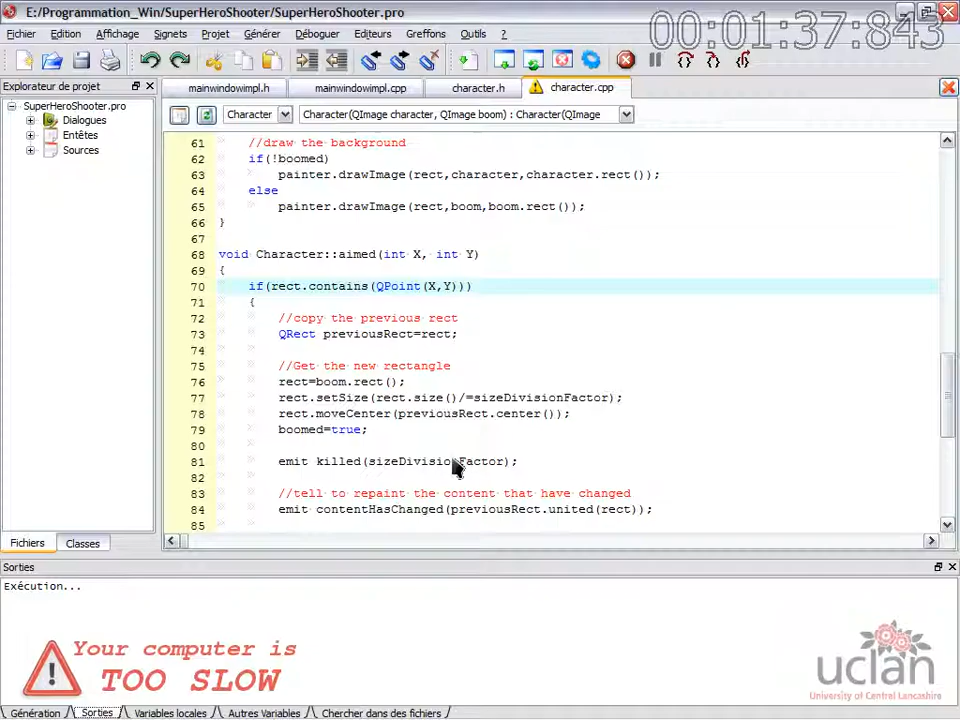 E:/Programmation_Win/SuperHeroShooter/SuperHeroShooter.pro
00:01:37:843
Fichier Edition Affichage Signets Projet Générer Déboguer Editeurs Greffons Outils ?
Explorateur de projet
mainwindowimpl.h mainwindowimpl.cpp character.h character.cpp
SuperHeroShooter.pro
Dialogues
Entêtes
Sources
Character Character(QImage character, QImage boom) : Character(QImage
61 //draw the background
62 if(!boomed)
63 painter.drawImage(rect,character,character.rect());
64 else
65 painter.drawImage(rect,boom,boom.rect());
66 }
67
68 void Character::aimed(int X, int Y)
69 {
70 if(rect.contains(QPoint(X,Y)))
71 {
72 //copy the previous rect
73 QRect previousRect=rect;
74
75 //Get the new rectangle
76 rect=boom.rect();
77 rect.setSize(rect.size()/=sizeDivisionFactor);
78 rect.moveCenter(previousRect.center());
79 boomed=true;
80
81 emit killed(sizeDivisionFactor);
82
83 //tell to repaint the content that have changed
84 emit contentHasChanged(previousRect.united(rect));
85
Fichiers Classes
Sorties
Exécution...
Your computer is
TOO SLOW
uclan
University of Central Lancashire
Génération Sorties Variables locales Autres Variables Chercher dans des fichiers